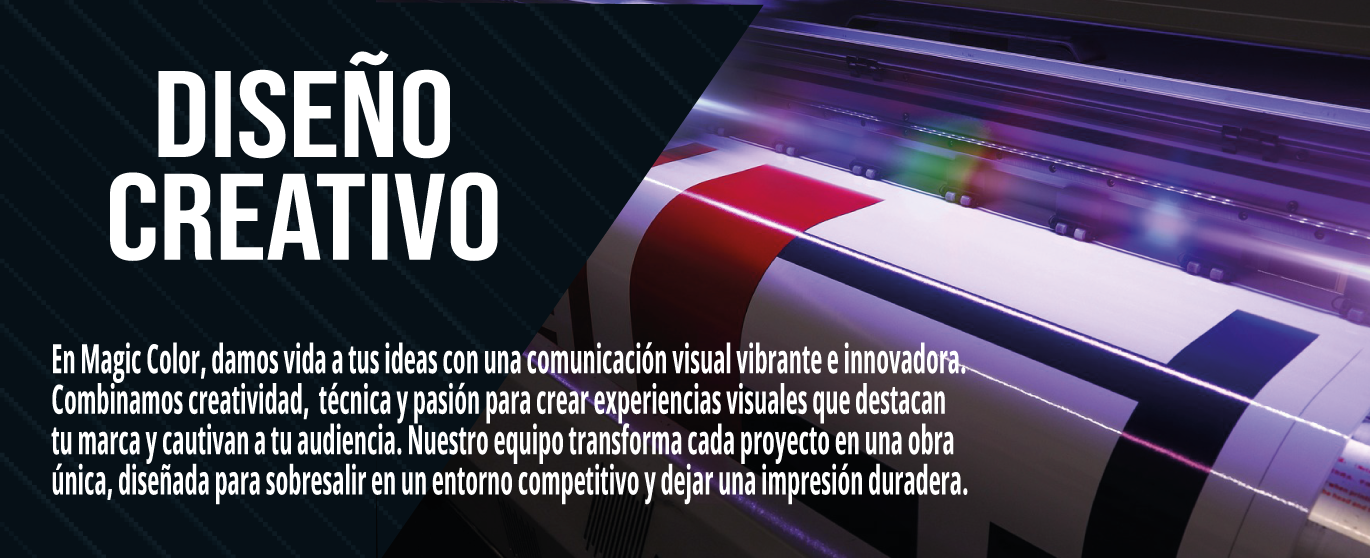 DISEÑO
CREATIVO
En Magic Color, damos vida a tus ideas con una comunicación visual vibrante e innovadora.
Combinamos creatividad,  técnica y pasión para crear experiencias visuales que destacan
tu marca y cautivan a tu audiencia. Nuestro equipo transforma cada proyecto en una obra
única, diseñada para sobresalir en un entorno competitivo y dejar una impresión duradera.